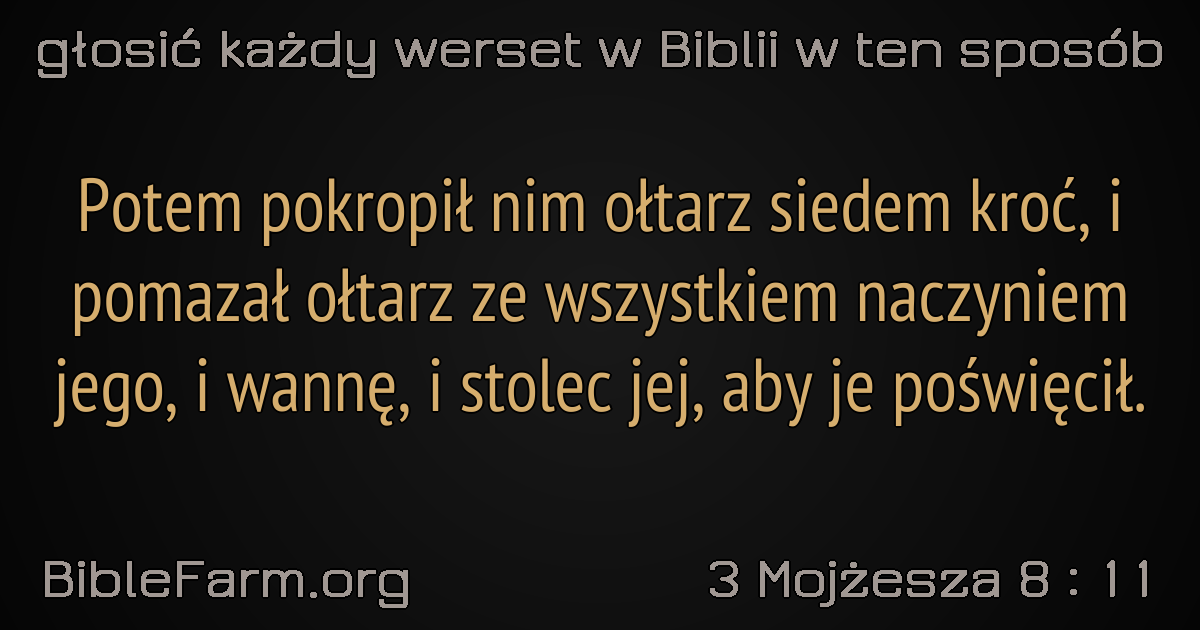 głosić każdy werset w Biblii w ten sposób
Potem pokropił nim ołtarz siedem kroć, i
pomazał ołtarz ze wszystkiem naczyniem
jego, i wannę, i stolec jej, aby je poświęcił.
BibleFarm.org
3 Mojżesza 8 : 11